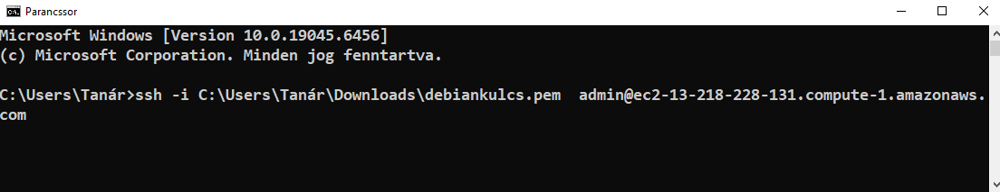 Parancssor
Microsoft Windows [Version 10.0.19045.6456]
(c) Microsoft Corporation. Minden jog fenntartva.
C:\Users\Tanár>ssh -i C:\Users\Tanár\Downloads\debiankulcs.pem  admin@ec2-13-218-228-131.compute-1.amazonaws.
com